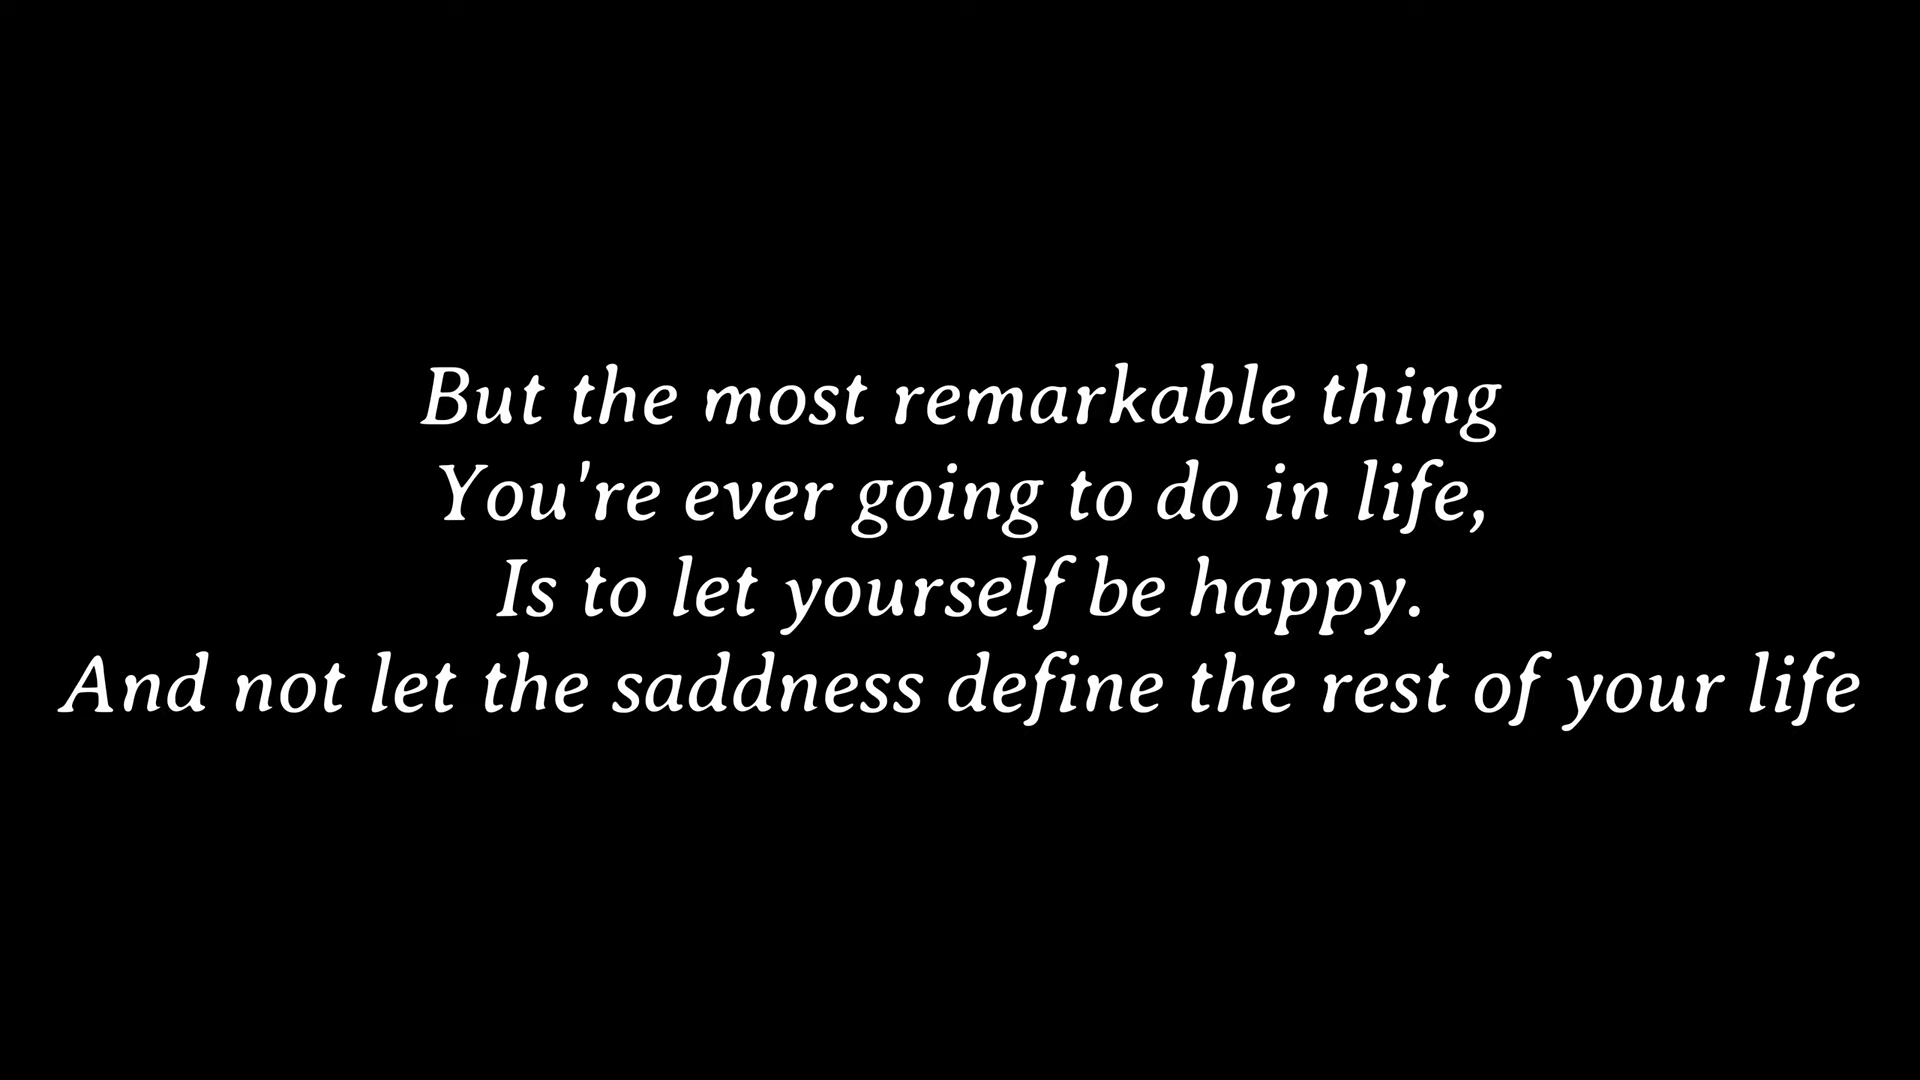 But the most remarkable thing
You're ever going to do in life,
Is to let yourself be happy.
And not let the saddness define the rest of your life